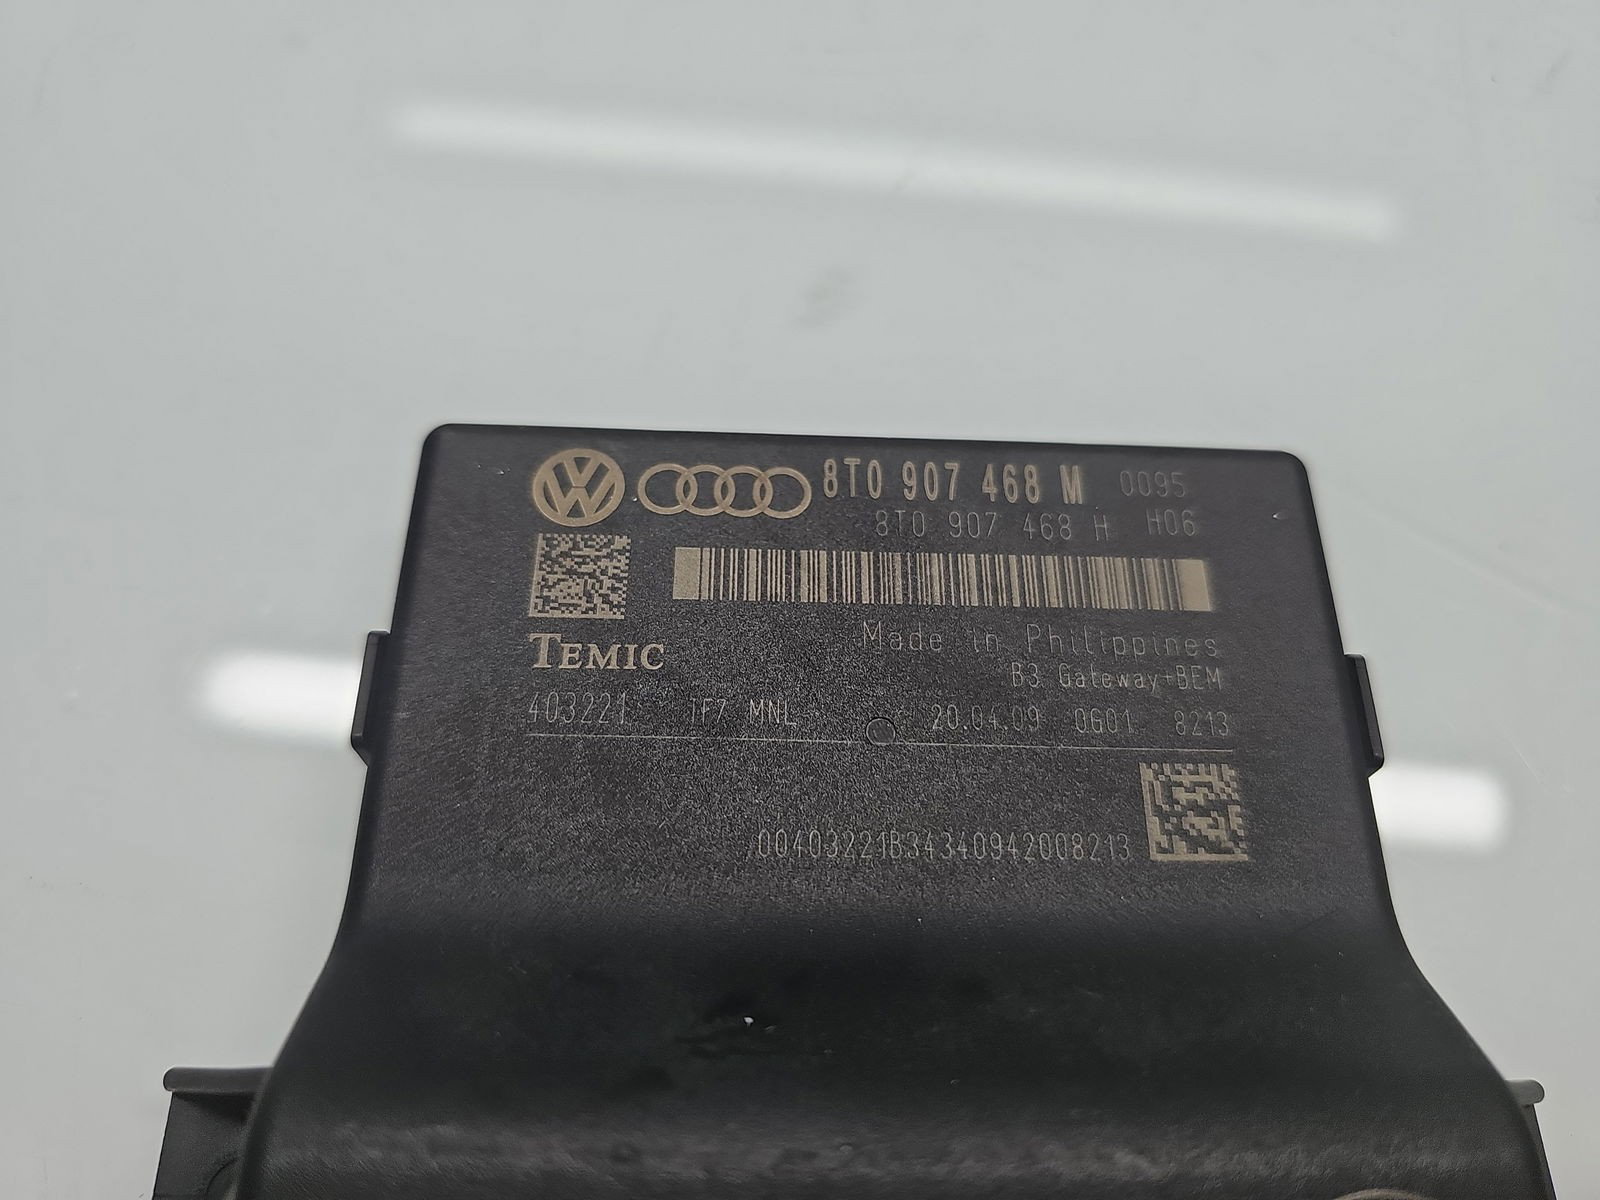 8T0 907 468 M 0095
8T0 907 468 H H06
TEMIC
Made in Philippines
B3 Gateway+BEM
403221 IF7 MNL 20.04.09 0G01 8213
00403221B34340942008213